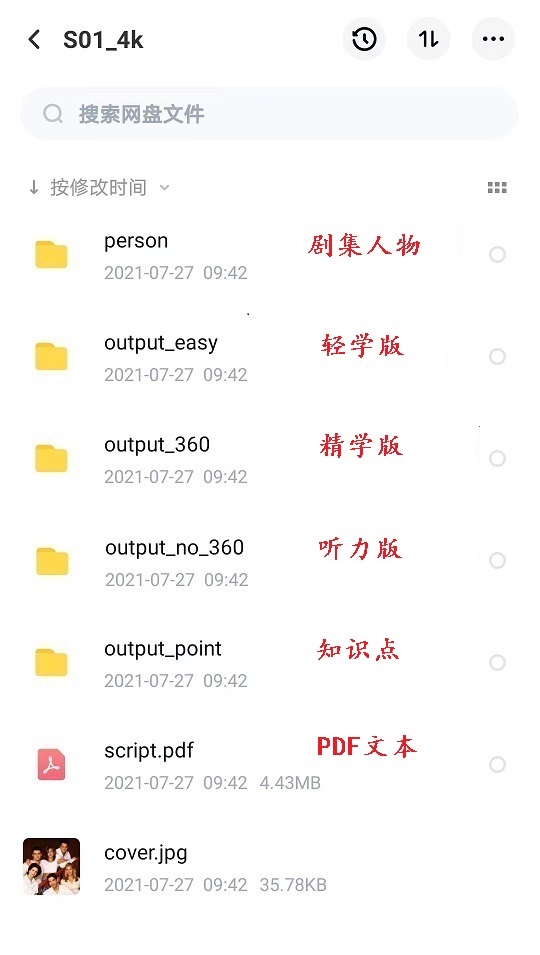 S01_4k
搜索网盘文件
按修改时间
person
剧集人物
2021-07-27 09:42
output_easy
轻学版
2021-07-27 09:42
output_360
精学版
2021-07-27 09:42
output_no_360
听力版
2021-07-27 09:42
output_point
知识点
2021-07-27 09:42
script.pdf
PDF文本
2021-07-27 09:42 4.43MB
cover.jpg
2021-07-27 09:42 35.78KB